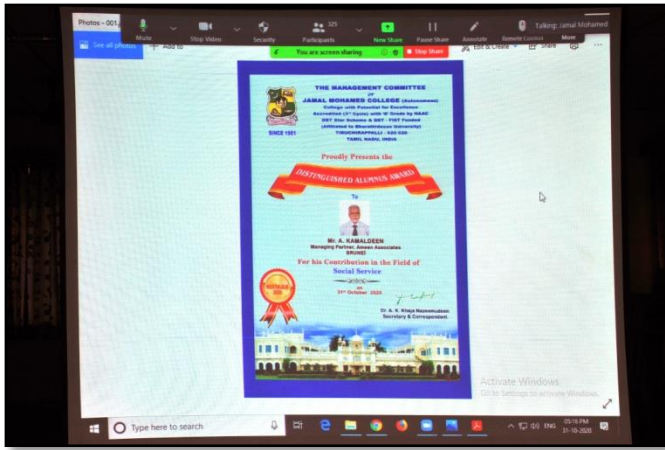 Photos - 001.
Mute
Stop Video
Security
325
Participants
New Share
Pause Share
Annotate
Remote Control
More
Talking: Jamal Mohamed
See all photos
Add to
You are screen sharing
Stop Share
Edit & Create
Share
THE MANAGEMENT COMMITTEE
OF
JAMAL MOHAMED COLLEGE (Autonomous)
College with Potential for Excellence
Accredited (3rd Cycle) with 'A' Grade by NAAC
DBT Star Scheme & DST - FIST Funded
(Affiliated to Bharathidasan University)
TIRUCHIRAPPALLI - 620 020
TAMIL NADU, INDIA
SINCE 1951
Proudly Presents the
DISTINGUISHED ALUMNUS AWARD
To
Mr. A. KAMALDEEN
Managing Partner, Ameen Associates
BRUNEI
For his Contribution in the Field of
Social Service
on
31st October 2020
Dr. A. K. Khaja Nazeemudeen
Secretary & Correspondent
Activate Windows
Go to Settings to activate Windows.
Type here to search
ENG
05:15 PM
31-10-2020